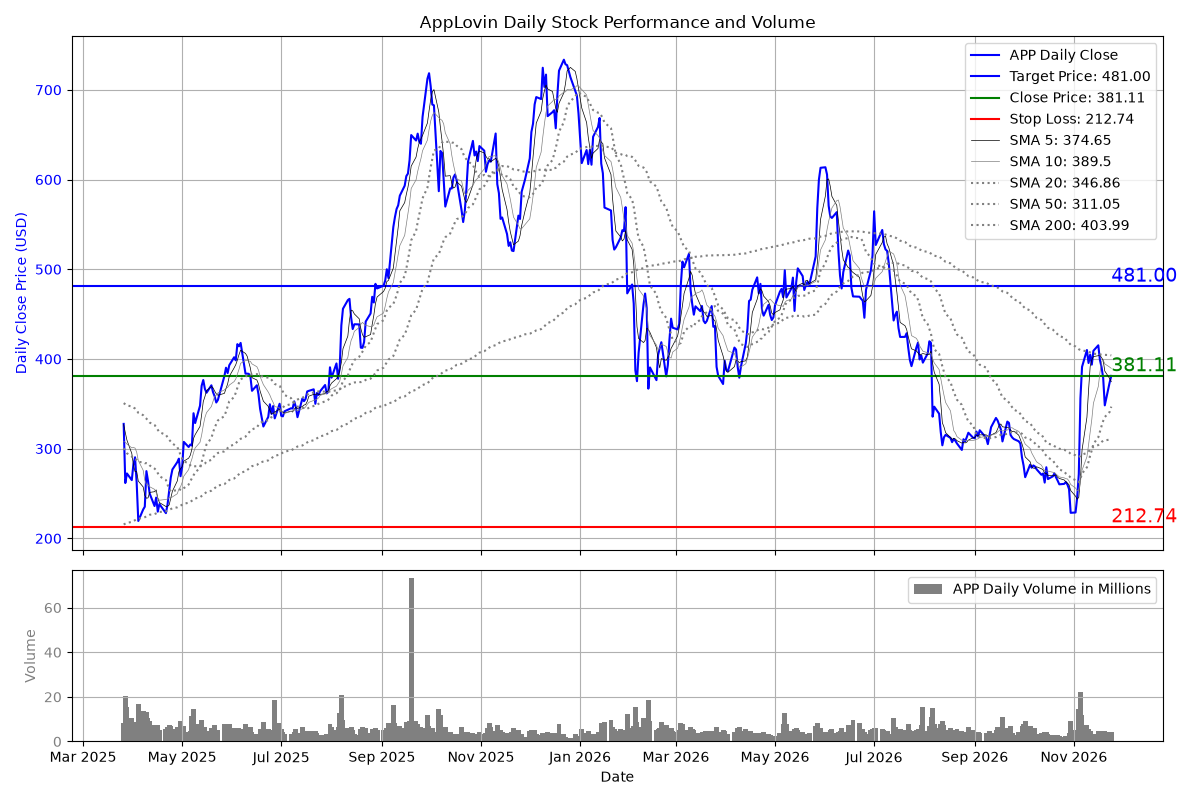 AppLovin Daily Stock Performance and Volume
Daily Close Price (USD)
700
600
500
400
300
200
APP Daily Close
Target Price: 481.00
Close Price: 381.11
Stop Loss: 212.74
SMA 5: 374.65
SMA 10: 389.5
SMA 20: 346.86
SMA 50: 311.05
SMA 200: 403.99
481.00
381.11
212.74
Volume
60
40
20
0
APP Daily Volume in Millions
Mar 2025
May 2025
Jul 2025
Sep 2025
Nov 2025
Jan 2026
Mar 2026
May 2026
Jul 2026
Sep 2026
Nov 2026
Date